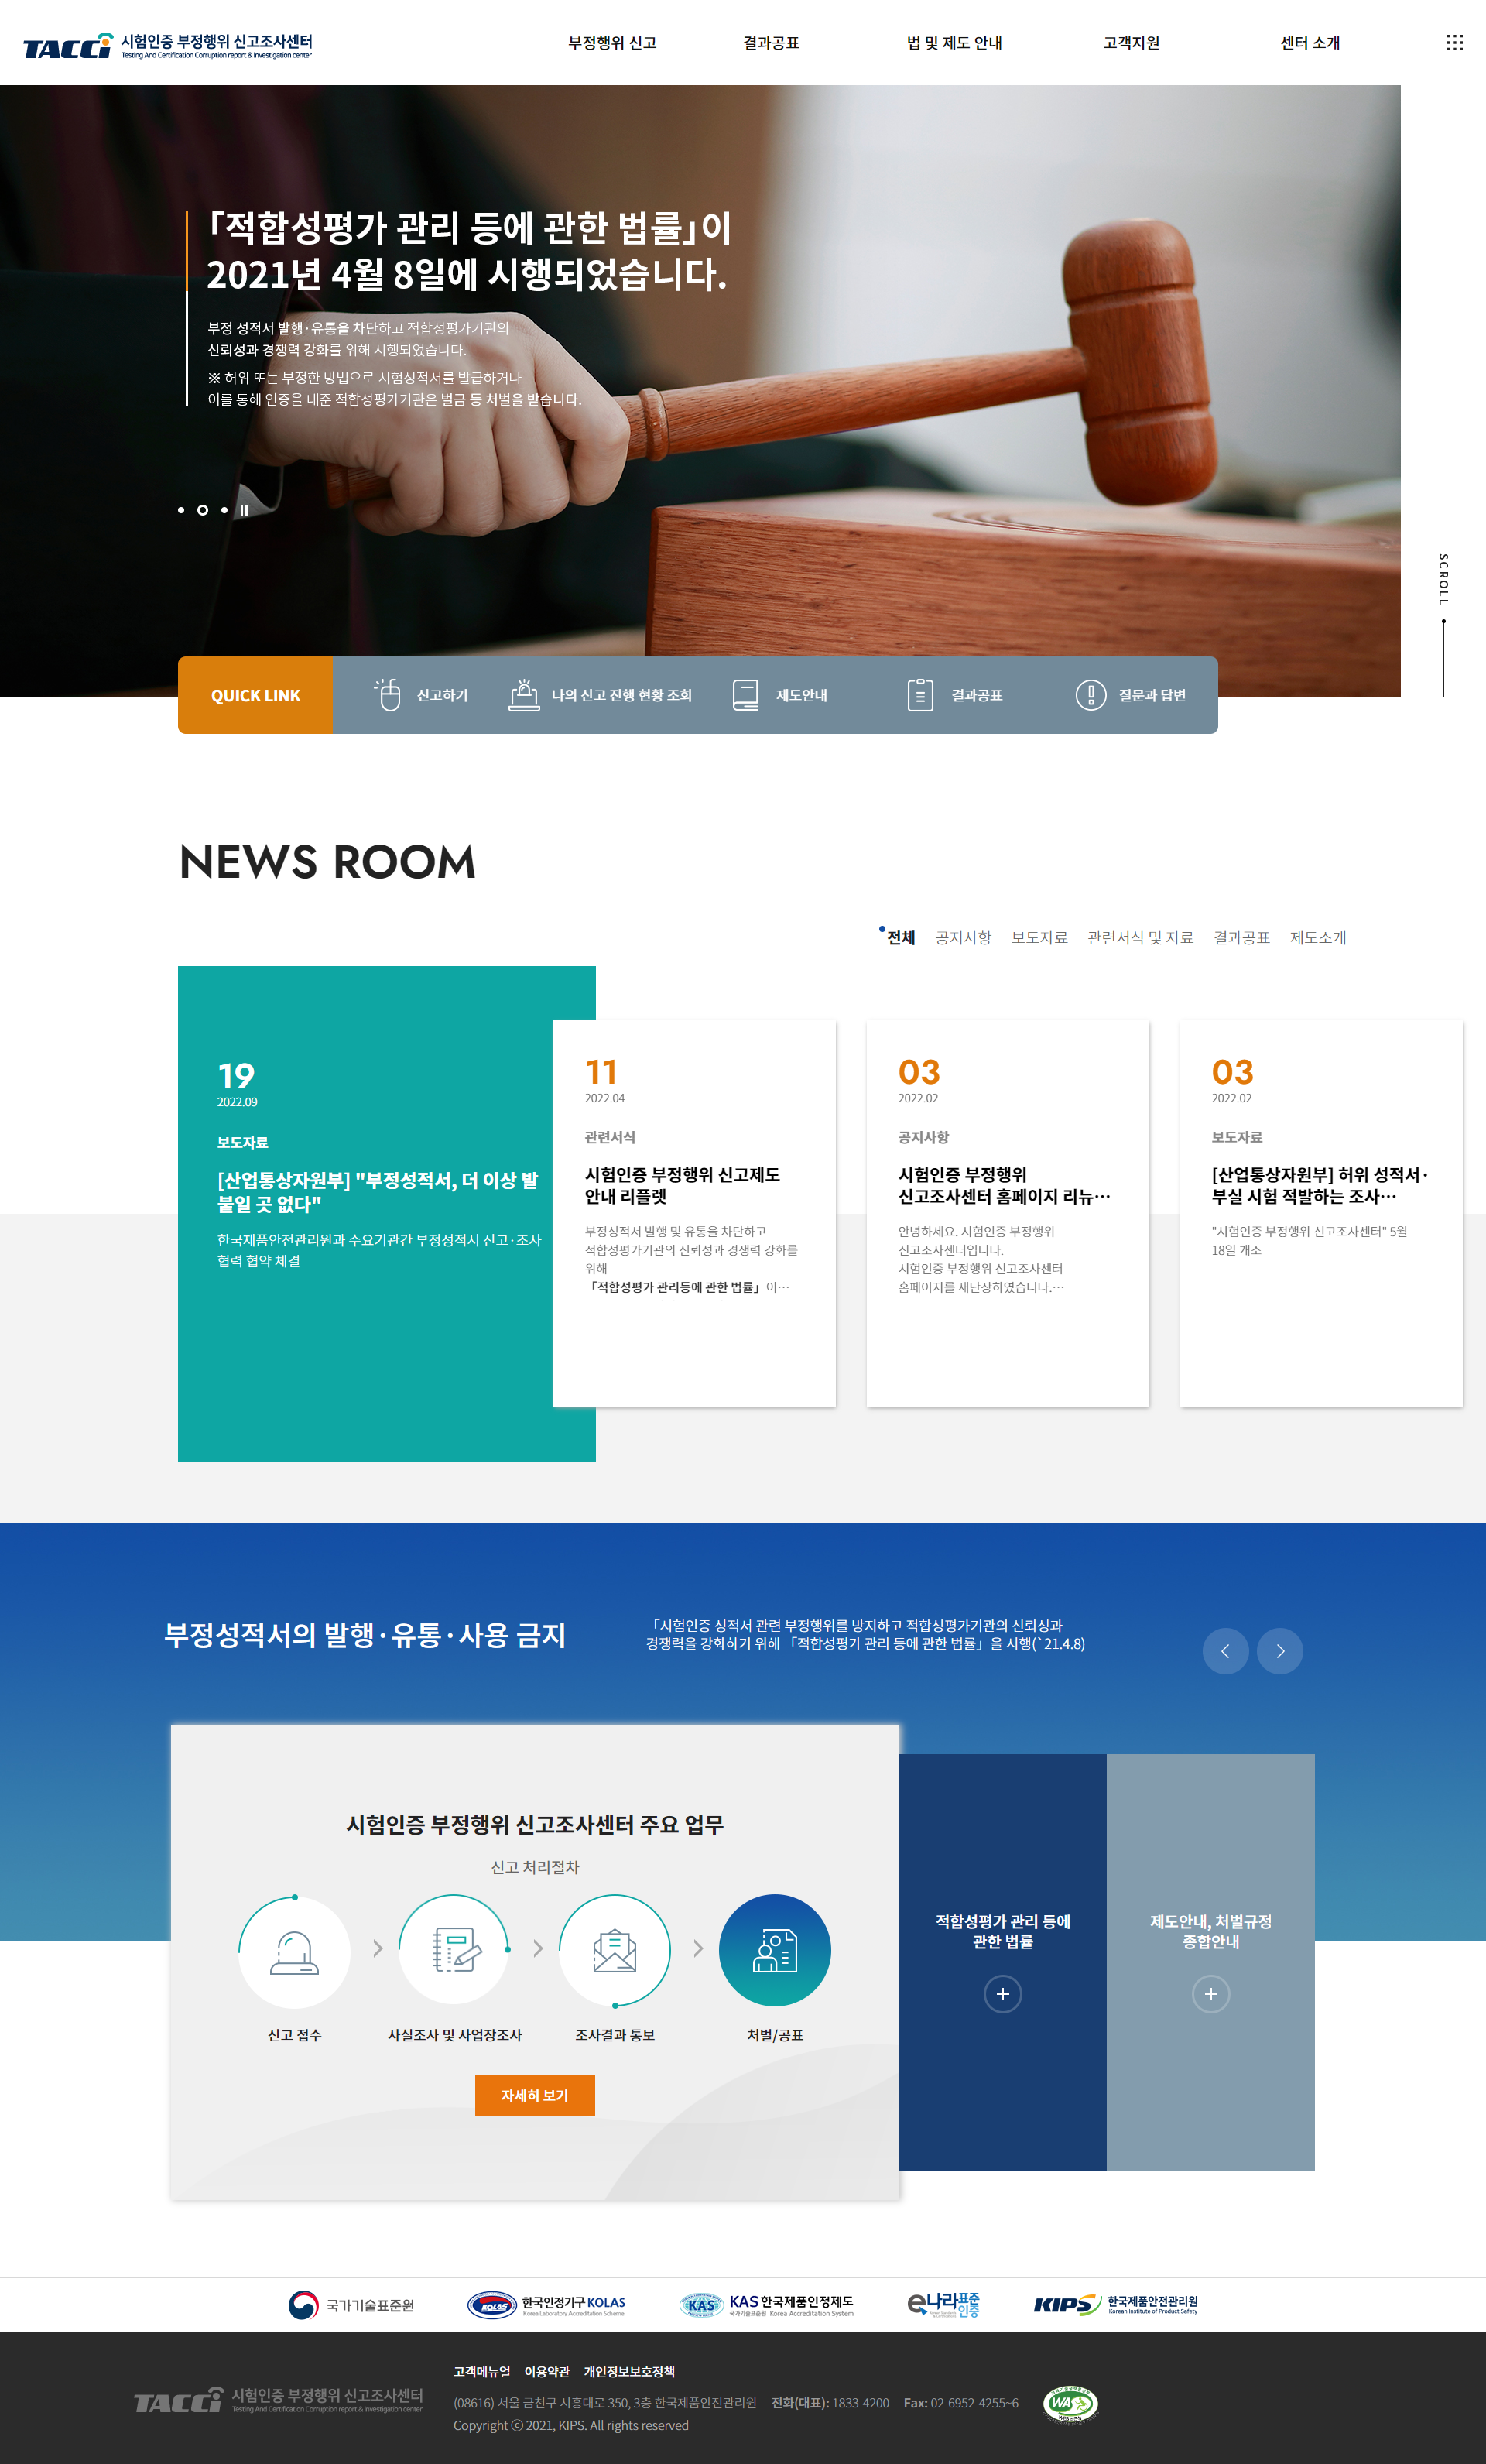 TACCi 시험인증 부정행위 신고조사센터
Testing And Certification Corruption report & Investigation center
부정행위 신고
결과공표
법 및 제도 안내
고객지원
센터 소개
「적합성평가 관리 등에 관한 법률」이
2021년 4월 8일에 시행되었습니다.
부정 성적서 발행·유통을 차단하고 적합성평가기관의
신뢰성과 경쟁력 강화를 위해 시행되었습니다.
※ 허위 또는 부정한 방법으로 시험성적서를 발급하거나
이를 통해 인증을 내준 적합성평가기관은 벌금 등 처벌을 받습니다.
SCROLL
QUICK LINK
신고하기
나의 신고 진행 현황 조회
제도안내
결과공표
질문과 답변
NEWS ROOM
전체
공지사항
보도자료
관련서식 및 자료
결과공표
제도소개
19
2022.09
보도자료
[산업통상자원부] "부정성적서, 더 이상 발
붙일 곳 없다"
한국제품안전관리원과 수요기관간 부정성적서 신고·조사
협력 협약 체결
11
2022.04
관련서식
시험인증 부정행위 신고제도
안내 리플렛
부정성적서 발행 및 유통을 차단하고
적합성평가기관의 신뢰성과 경쟁력 강화를
위해
「적합성평가 관리등에 관한 법률」이…
03
2022.02
공지사항
시험인증 부정행위
신고조사센터 홈페이지 리뉴…
안녕하세요. 시험인증 부정행위
신고조사센터입니다.
시험인증 부정행위 신고조사센터
홈페이지를 새단장하였습니다.…
03
2022.02
보도자료
[산업통상자원부] 허위 성적서·
부실 시험 적발하는 조사…
"시험인증 부정행위 신고조사센터" 5월
18일 개소
부정성적서의 발행·유통·사용 금지
「시험인증 성적서 관련 부정행위를 방지하고 적합성평가기관의 신뢰성과
경쟁력을 강화하기 위해 「적합성평가 관리 등에 관한 법률」을 시행(`21.4.8)
시험인증 부정행위 신고조사센터 주요 업무
신고 처리절차
신고 접수
사실조사 및 사업장조사
조사결과 통보
처벌/공표
자세히 보기
적합성평가 관리 등에
관한 법률
제도안내, 처벌규정
종합안내
국가기술표준원
KOLAS 한국인정기구 KOLAS
Korea Laboratory Accreditation Scheme
KAS KAS 한국제품인정제도
국가기술표준원 Korea Accreditation System
e나라 표준 인증
KIPS 한국제품안전관리원
Korean Institute of Product Safety
TACCi 시험인증 부정행위 신고조사센터
Testing And Certification Corruption report & Investigation center
고객메뉴얼 이용약관 개인정보보호정책
(08616) 서울 금천구 시흥대로 350, 3층 한국제품안전관리원 전화(대표): 1833-4200 Fax: 02-6952-4255~6
Copyright ⓒ 2021, KIPS. All rights reserved
WA